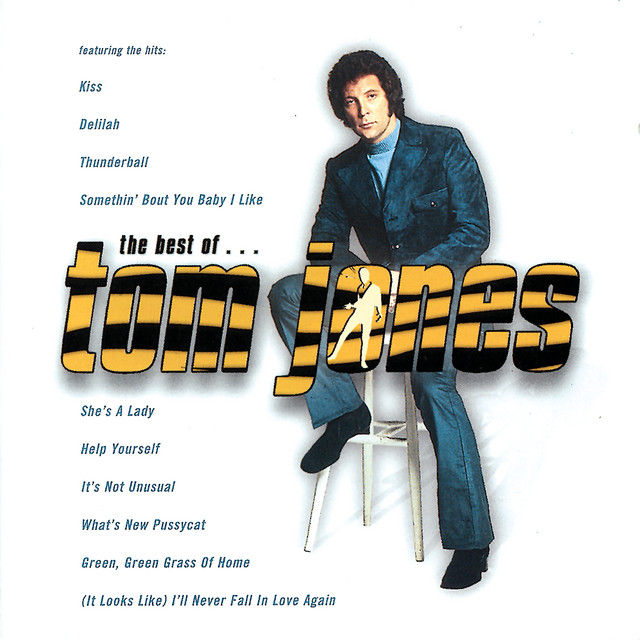 featuring the hits:
Kiss
Delilah
Thunderball
Somethin' Bout You Baby I Like
the best of . . .
tom jones
She's A Lady
Help Yourself
It's Not Unusual
What's New Pussycat
Green, Green Grass Of Home
(It Looks Like) I'll Never Fall In Love Again